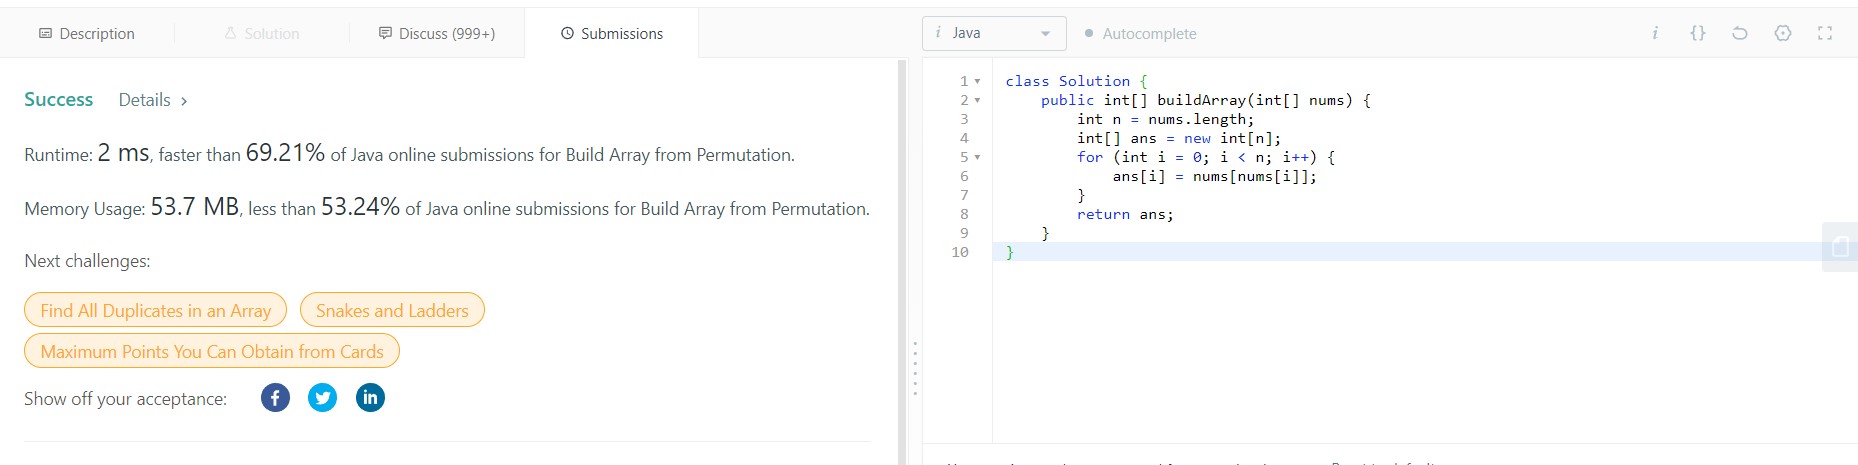 Description Solution Discuss (999+) Submissions
Success Details >
Runtime: 2 ms, faster than 69.21% of Java online submissions for Build Array from Permutation.
Memory Usage: 53.7 MB, less than 53.24% of Java online submissions for Build Array from Permutation.
Next challenges:
Find All Duplicates in an Array Snakes and Ladders
Maximum Points You Can Obtain from Cards
Show off your acceptance:
i Java Autocomplete
1 class Solution {
2 public int[] buildArray(int[] nums) {
3 int n = nums.length;
4 int[] ans = new int[n];
5 for (int i = 0; i < n; i++) {
6 ans[i] = nums[nums[i]];
7 }
8 return ans;
9 }
10 }